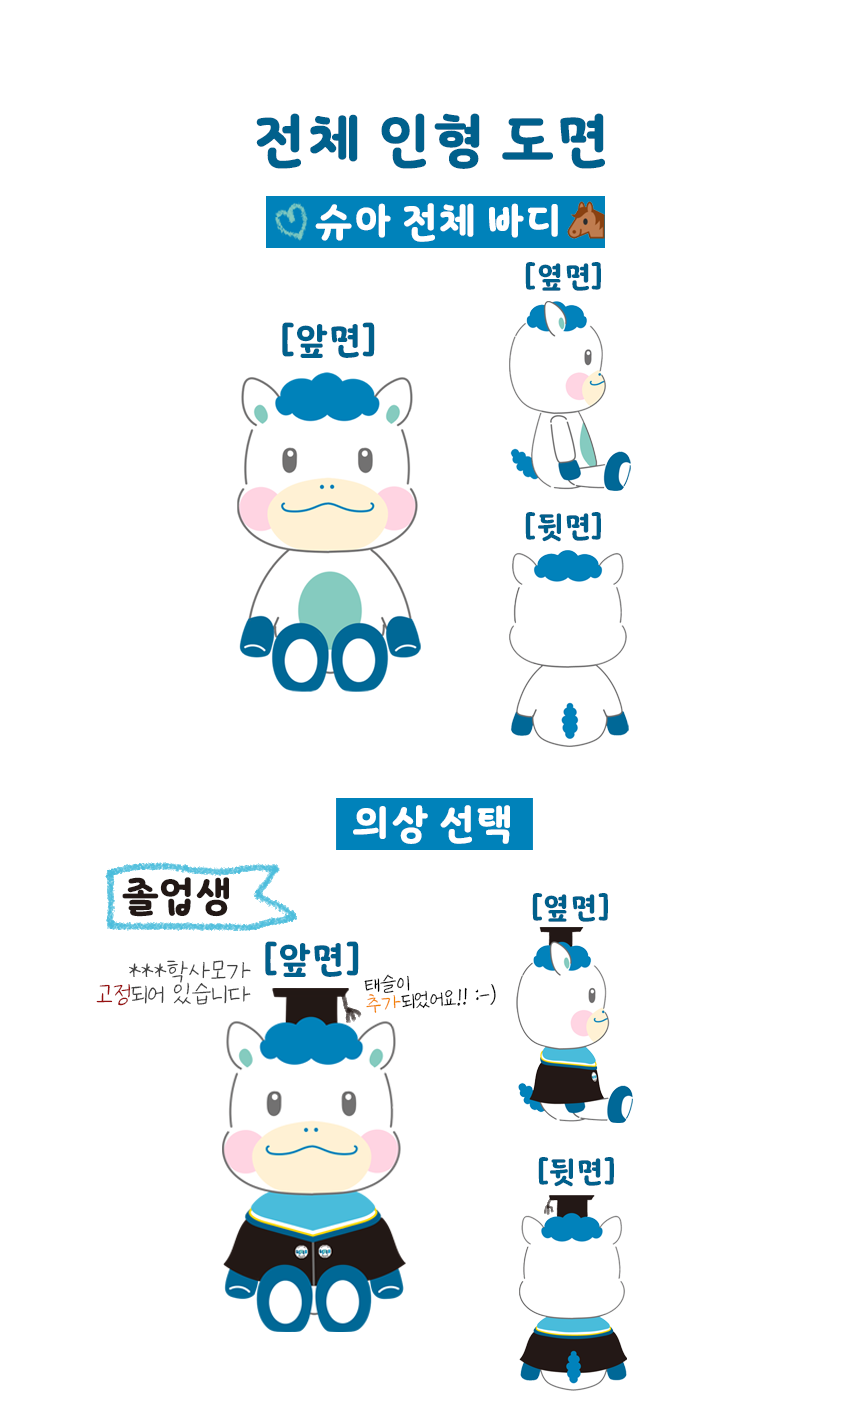 전체 인형 도면
슈아 전체 바디
[옆면]
[앞면]
[뒷면]
의상 선택
졸업생
[옆면]
[앞면]
***학사모가
고정되어 있습니다
태슬이
추가되었어요!! :-)
[뒷면]